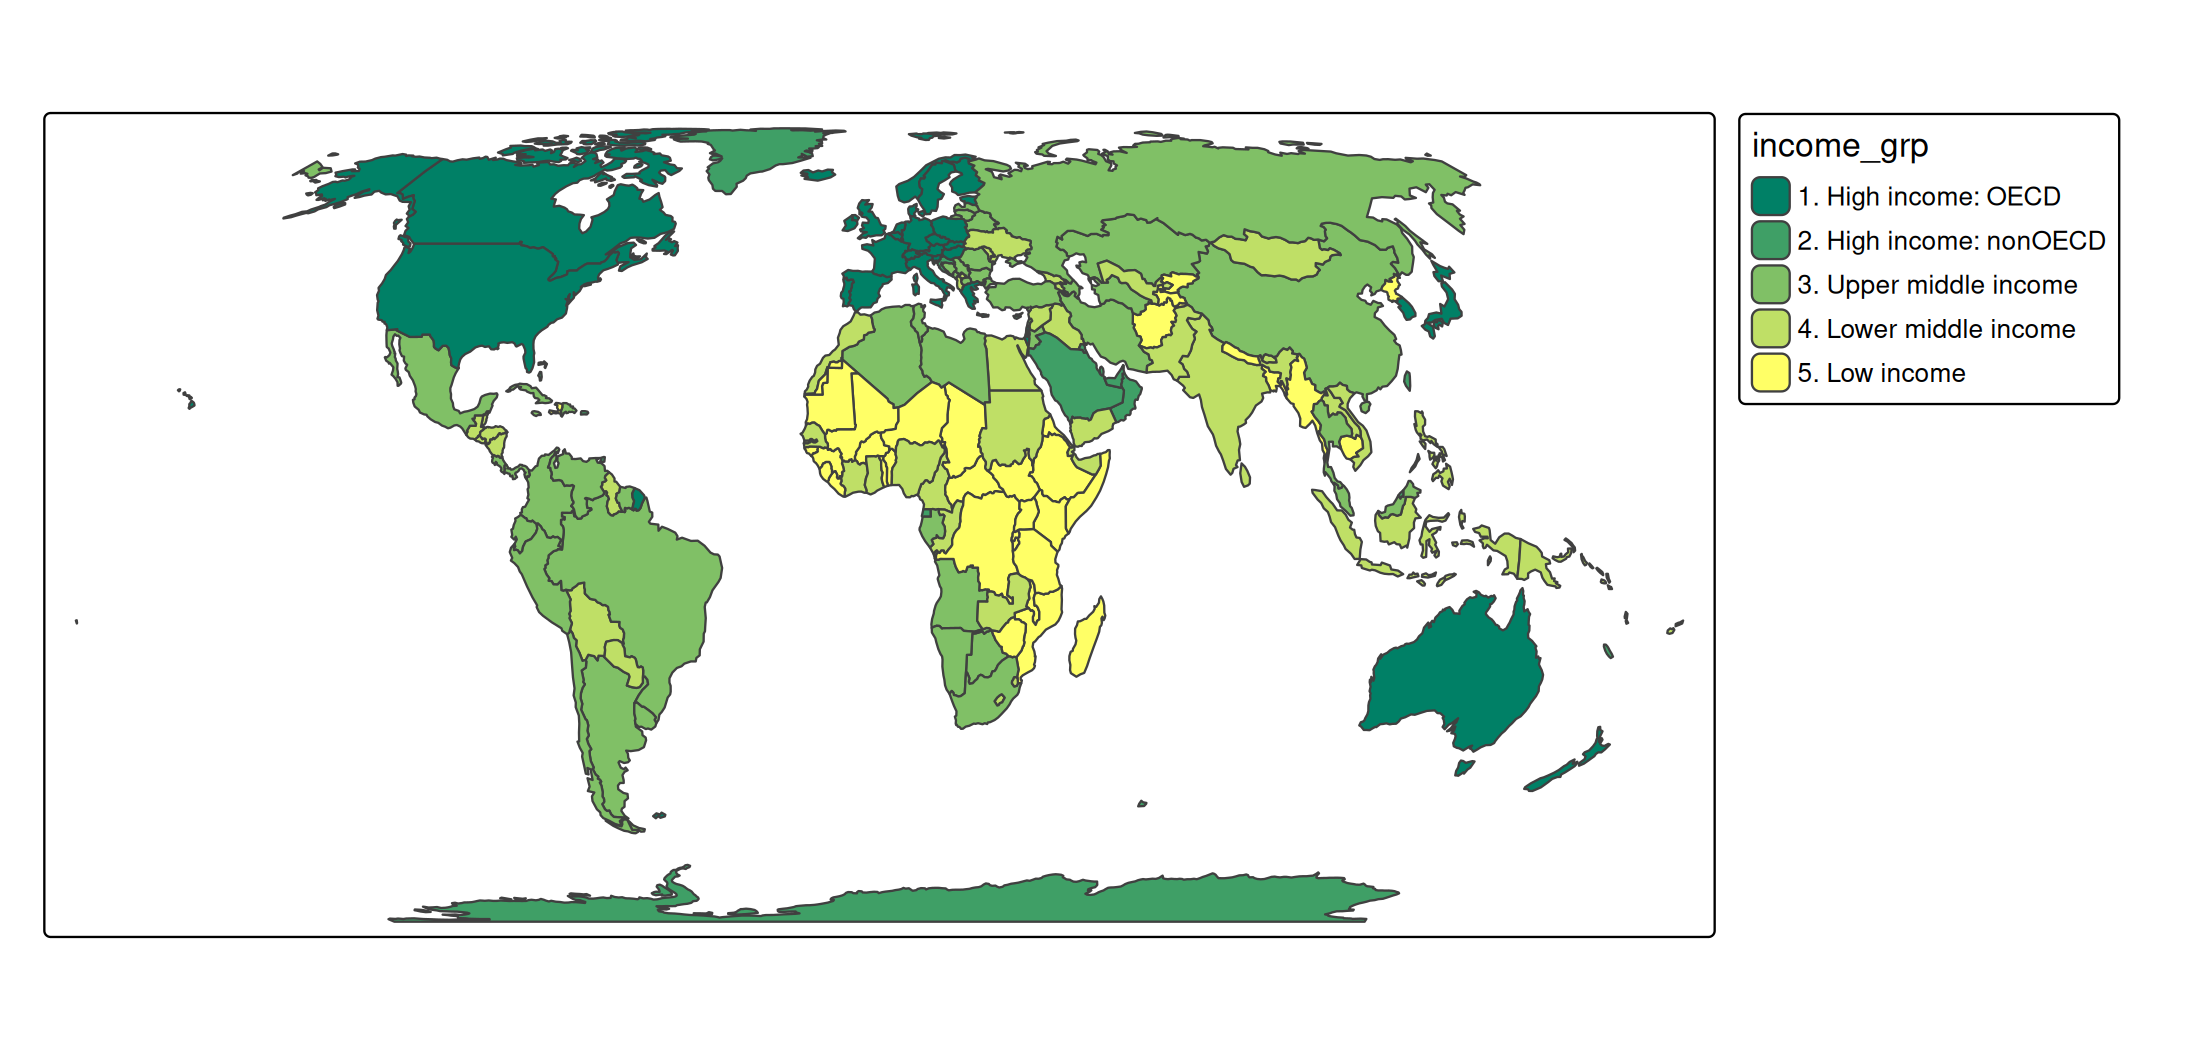 income_grp
1. High income: OECD
2. High income: nonOECD
3. Upper middle income
4. Lower middle income
5. Low income